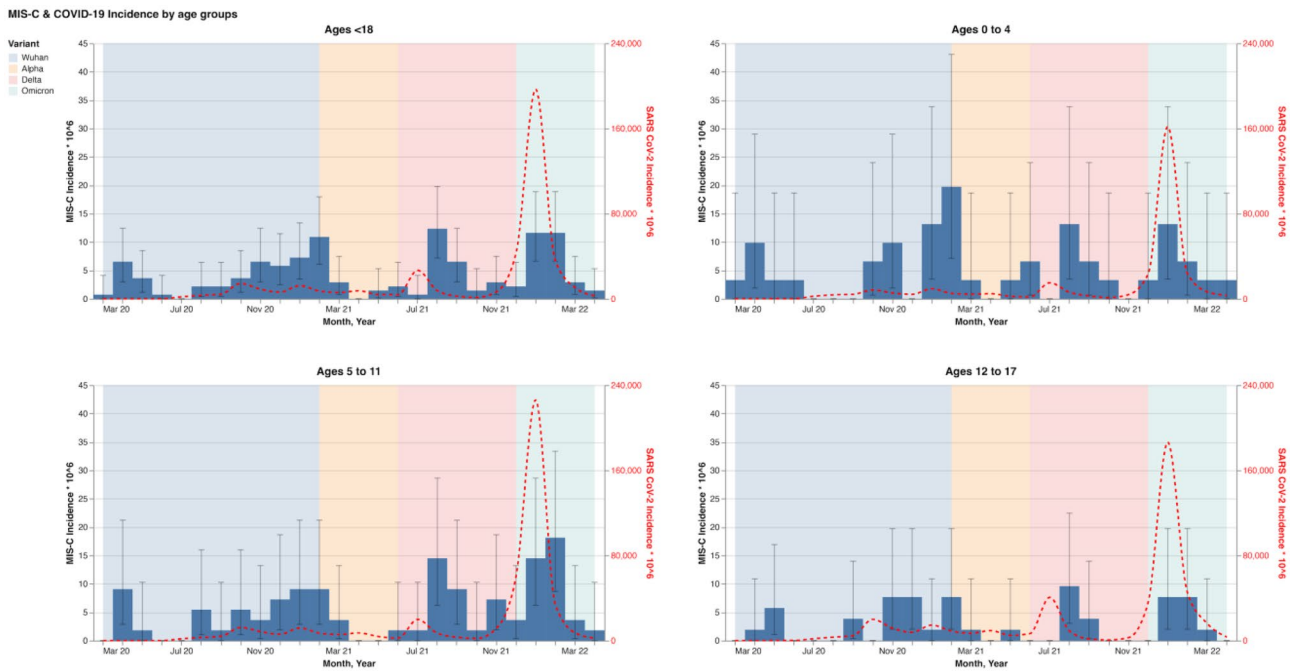 MIS-C & COVID-19 Incidence by age groups
Variant
Wuhan
Alpha
Delta
Omicron
Ages <18
45
40
35
30
25
20
15
10
5
0
MIS-C Incidence * 10^6
240,000
160,000
80,000
0
SARS CoV-2 Incidence * 10^6
Mar 20 Jul 20 Nov 20 Mar 21 Jul 21 Nov 21 Mar 22
Month, Year
Ages 0 to 4
45
40
35
30
25
20
15
10
5
0
MIS-C Incidence * 10^6
240,000
160,000
80,000
0
SARS CoV-2 Incidence * 10^6
Mar 20 Jul 20 Nov 20 Mar 21 Jul 21 Nov 21 Mar 22
Month, Year
Ages 5 to 11
45
40
35
30
25
20
15
10
5
0
MIS-C Incidence * 10^6
240,000
160,000
80,000
0
SARS CoV-2 Incidence * 10^6
Mar 20 Jul 20 Nov 20 Mar 21 Jul 21 Nov 21 Mar 22
Month, Year
Ages 12 to 17
45
40
35
30
25
20
15
10
5
0
MIS-C Incidence * 10^6
240,000
160,000
80,000
0
SARS CoV-2 Incidence * 10^6
Mar 20 Jul 20 Nov 20 Mar 21 Jul 21 Nov 21 Mar 22
Month, Year